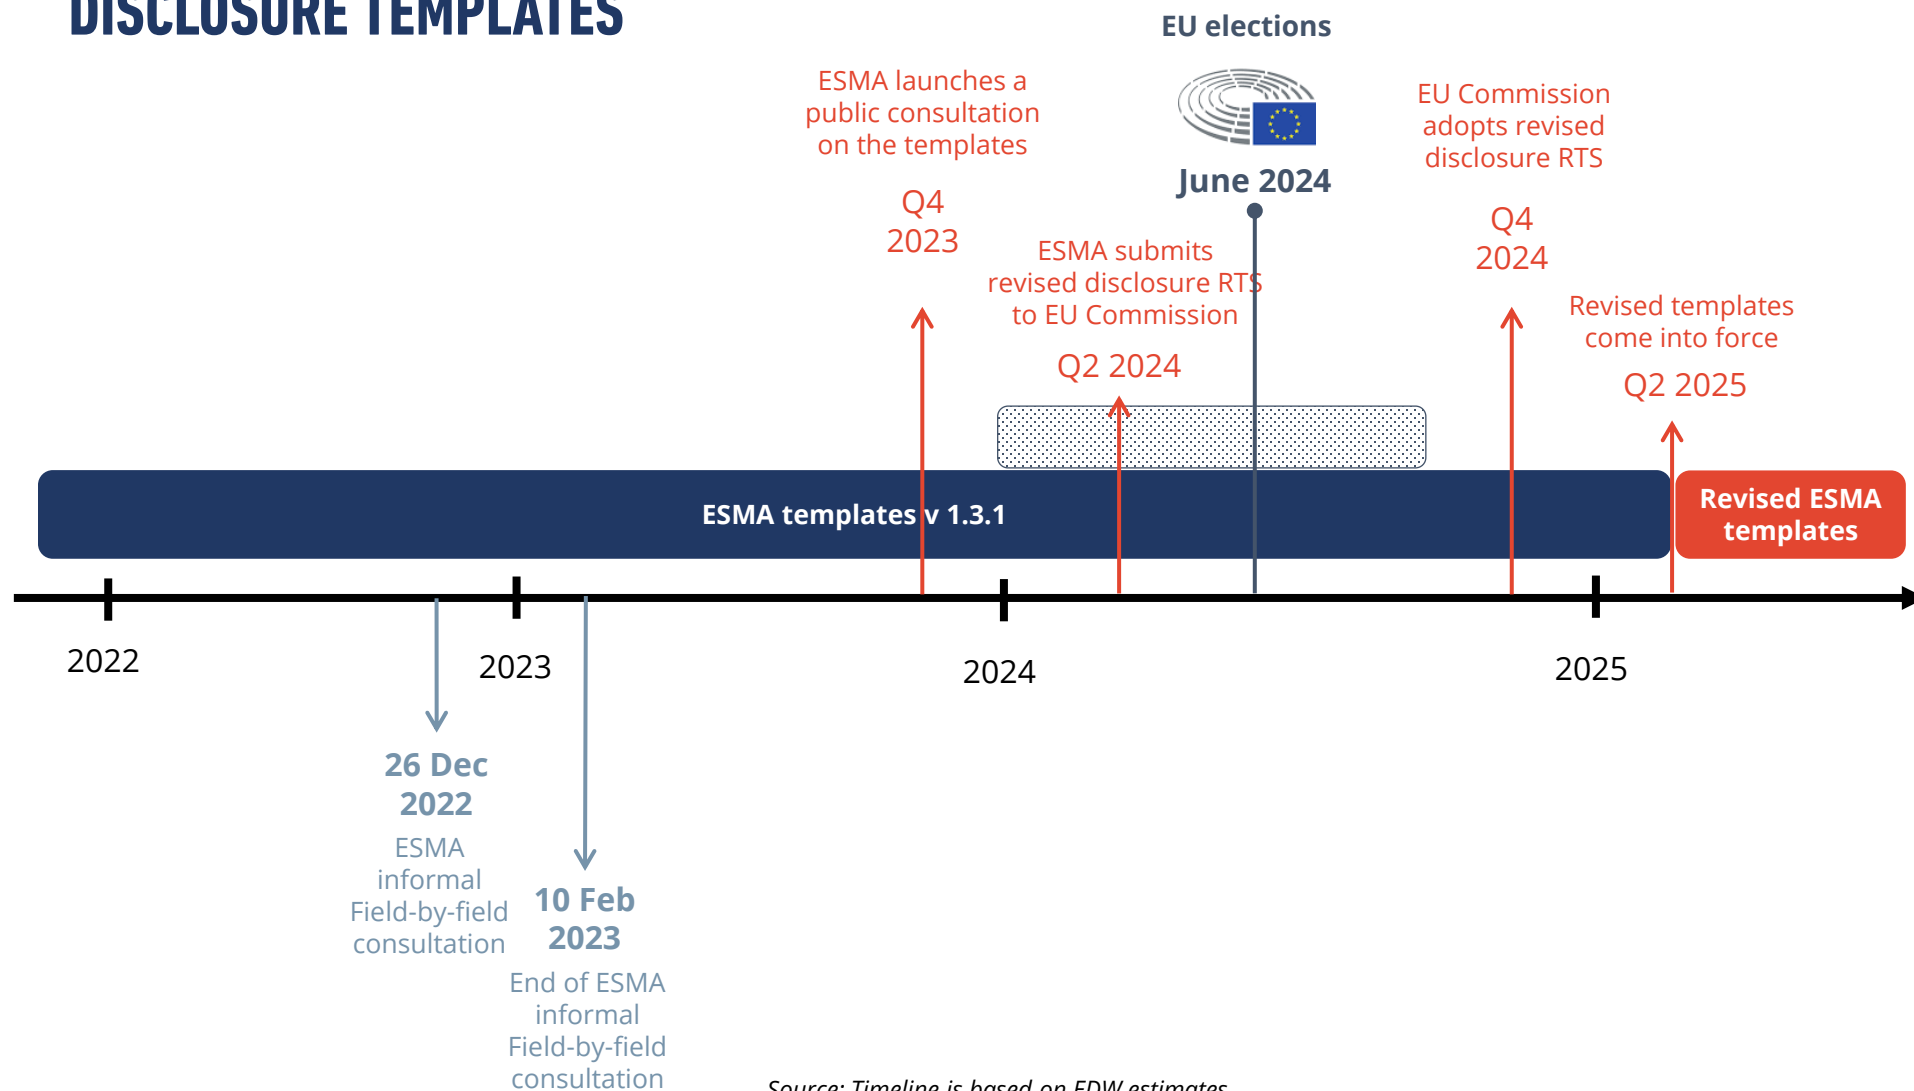 DISCLOSURE TEMPLATES
EU elections
ESMA launches a
public consultation
on the templates
Q4
2023
June 2024
EU Commission
adopts revised
disclosure RTS
Q4
2024
ESMA submits
revised disclosure RTS
to EU Commission
Q2 2024
Revised templates
come into force
Q2 2025
ESMA templates v 1.3.1
Revised ESMA
templates
2022
2023
2024
2025
26 Dec
2022
ESMA
informal
Field-by-field
consultation
10 Feb
2023
End of ESMA
informal
Field-by-field
consultation
Source: Timeline is based on EDW estimates